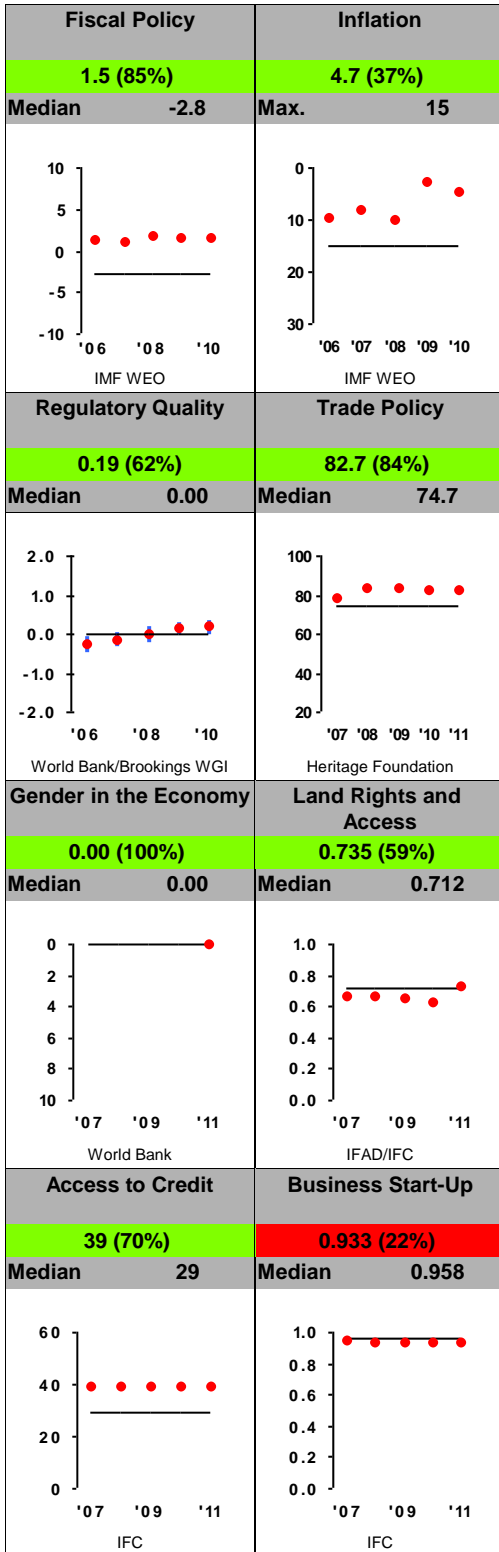 Fiscal Policy
1.5 (85%)
Median -2.8
10
5
0
-5
-10
'06 '08 '10
IMF WEO
Inflation
4.7 (37%)
Max. 15
0
10
20
30
'06 '07 '08 '09 '10
IMF WEO
Regulatory Quality
0.19 (62%)
Median 0.00
2.0
1.0
0.0
-1.0
-2.0
'06 '08 '10
World Bank/Brookings WGI
Trade Policy
82.7 (84%)
Median 74.7
100
80
60
40
20
'07 '08 '09 '10 '11
Heritage Foundation
Gender in the Economy
0.00 (100%)
Median 0.00
0
2
4
6
8
10
'07 '09 '11
World Bank
Land Rights and
Access
0.735 (59%)
Median 0.712
1.0
0.8
0.6
0.4
0.2
0.0
'07 '09 '11
IFAD/IFC
Access to Credit
39 (70%)
Median 29
60
40
20
0
'07 '09 '11
IFC
Business Start-Up
0.933 (22%)
Median 0.958
1.0
0.8
0.6
0.4
0.2
0.0
'07 '09 '11
IFC